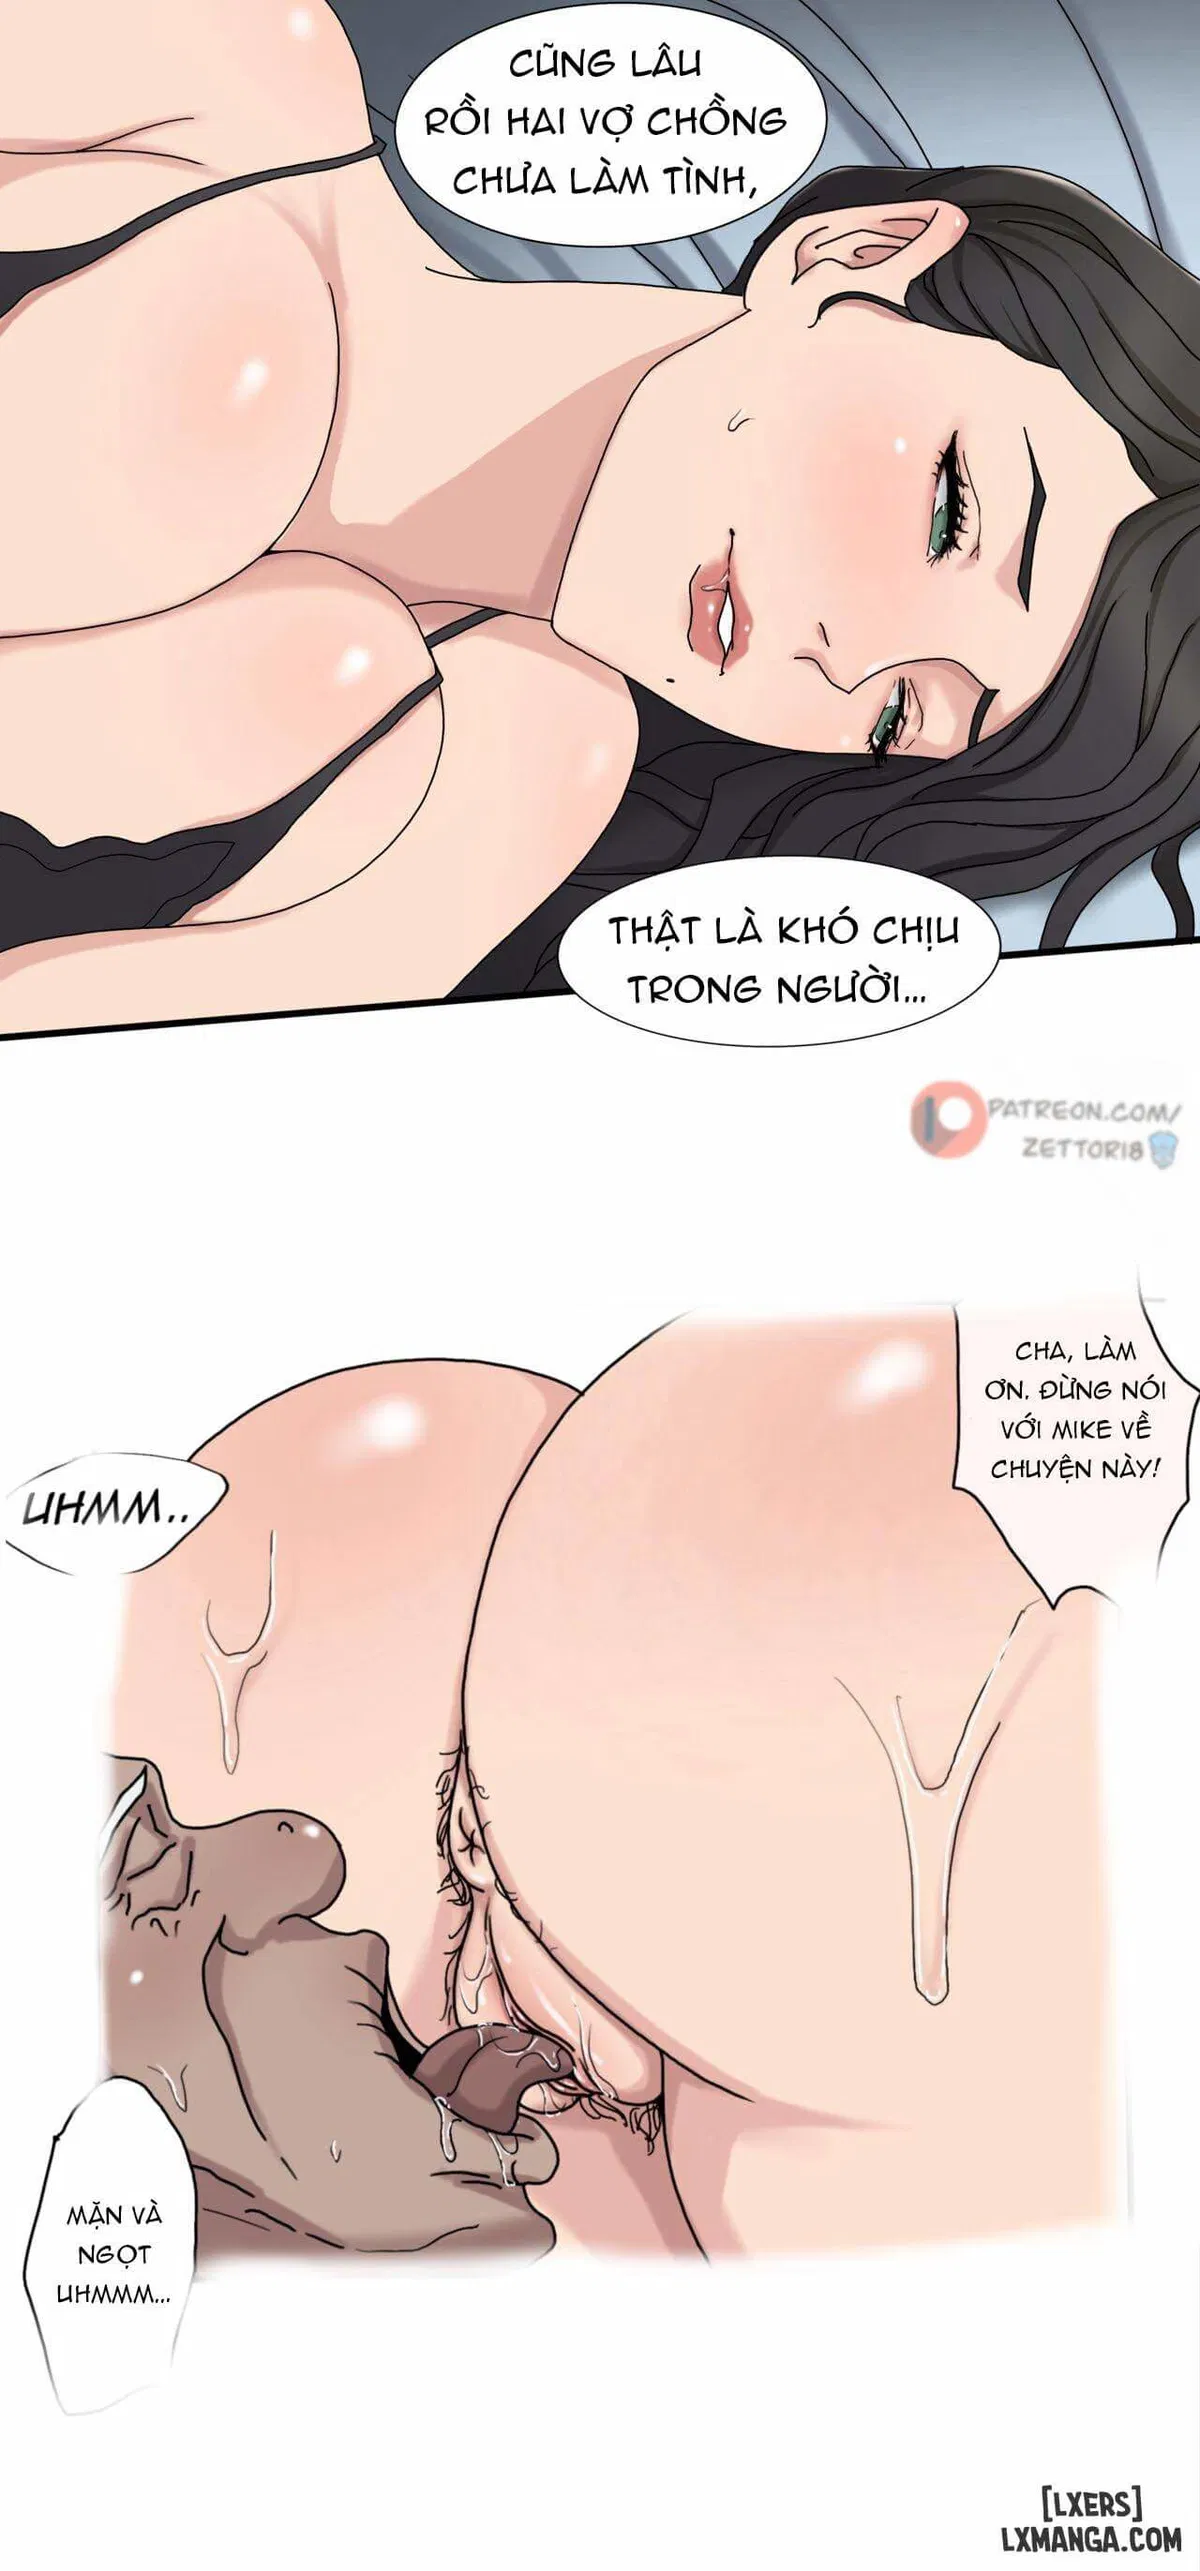 CŨNG LÂU
RỒI HAI VỢ CHỒNG
CHƯA LÀM TÌNH,
THẬT LÀ KHÓ CHỊU
TRONG NGƯỜI...
PATREON.COM/
ZETTOR18
CHA, LÀM
ƠN. ĐỪNG NÓI
VỚI MIKE VỀ
CHUYỆN NÀY!
UHMM..
MẶN VÀ
NGỌT
UHMMM...
[LXERS]
LXMANGA.COM